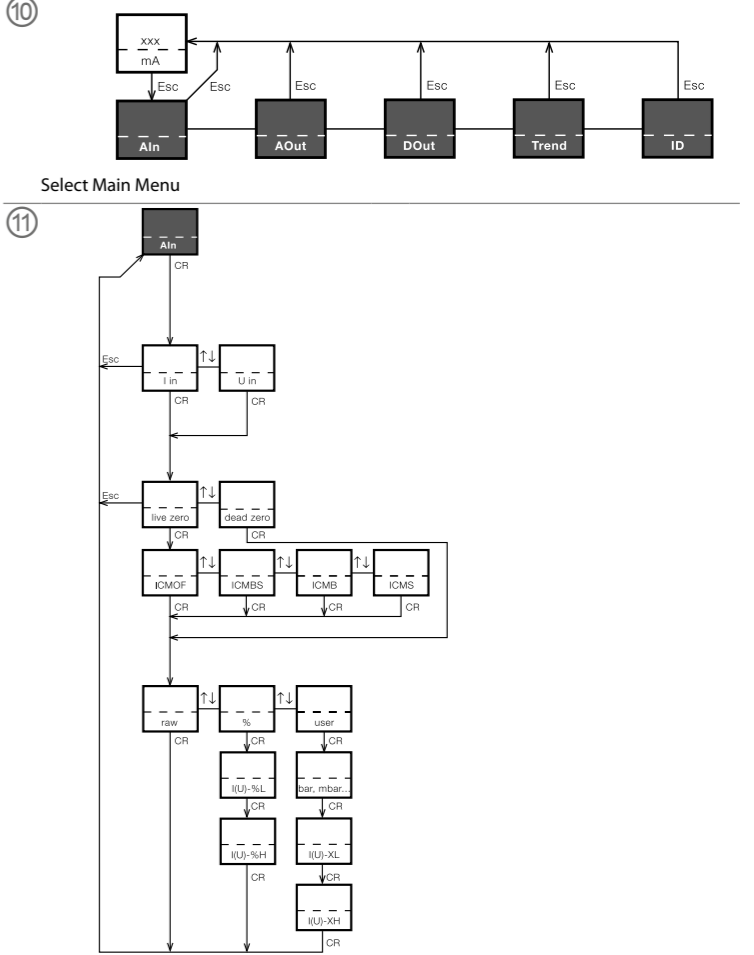 10
xxx
mA
Esc Esc Esc Esc Esc Esc
AIn AOut DOut Trend ID
Select Main Menu
11
AIn
CR
Esc ↑↓
I in U in
CR CR
Esc ↑↓
live zero dead zero
CR CR
↑↓ ↑↓ ↑↓
ICMOF ICMBS ICMB ICMS
CR CR CR CR
↑↓ ↑↓
raw % user
CR CR CR
I(U)-%L bar, mbar...
CR CR
I(U)-%H I(U)-XL
CR CR
I(U)-XH
CR